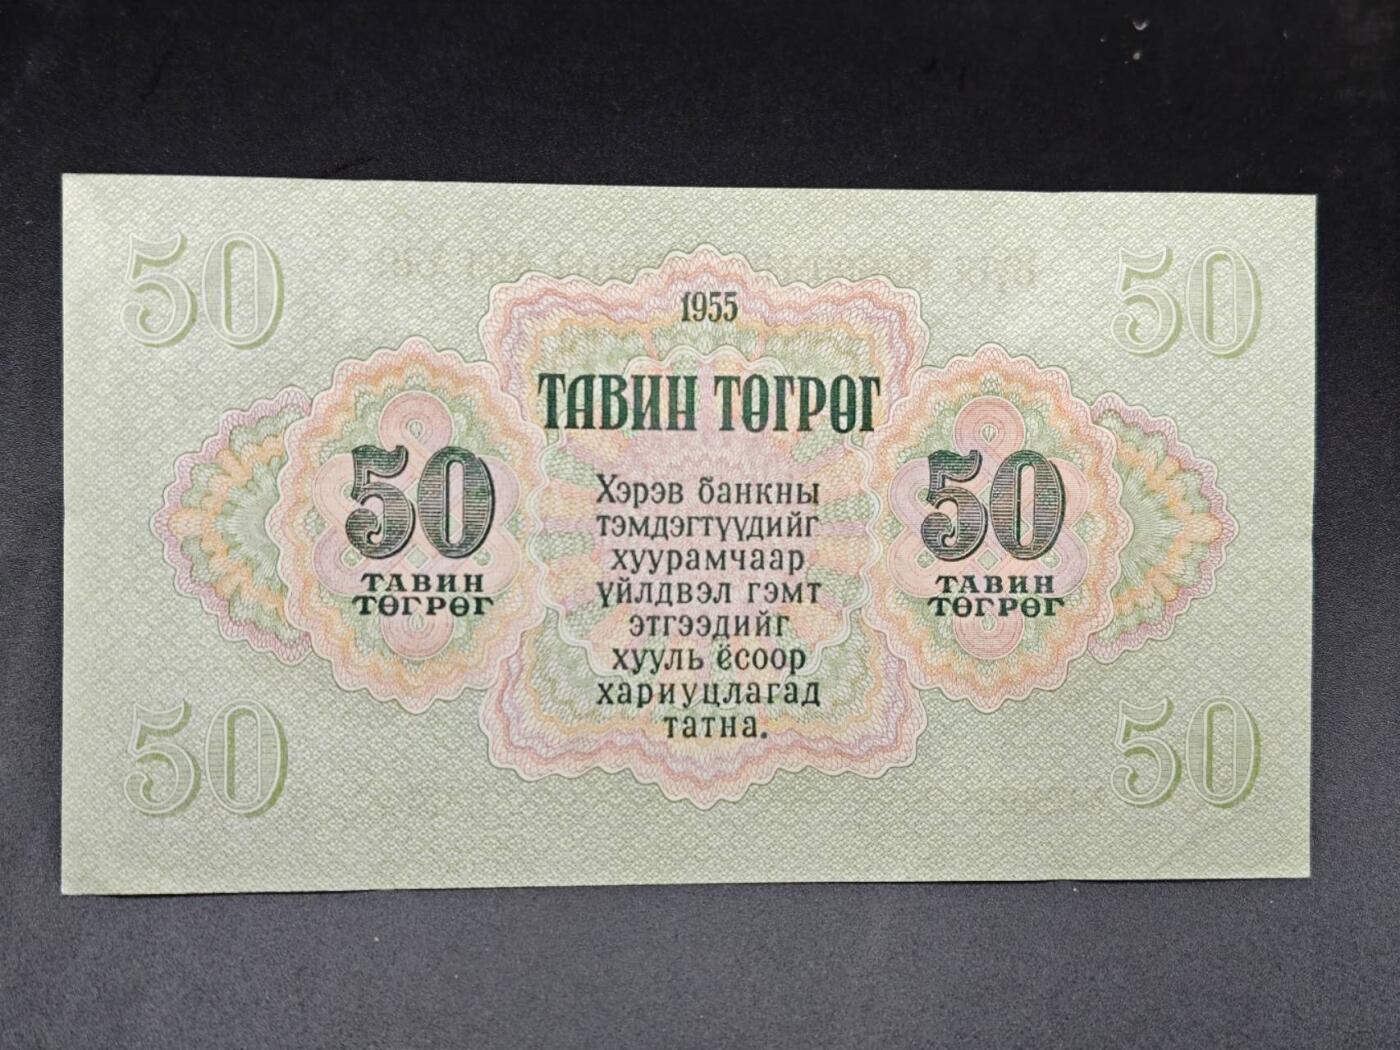 50
50
1955
ТАВИН ТӨГРӨГ
50
ТАВИН
ТӨГРӨГ
Хэрэв банкны
тэмдэгтүүдийг
хуурамчаар
үйлдвэл гэмт
этгээдийг
хууль ёсоор
хариуцлагад
татна.
50
ТАВИН
ТӨГРӨГ
50
50